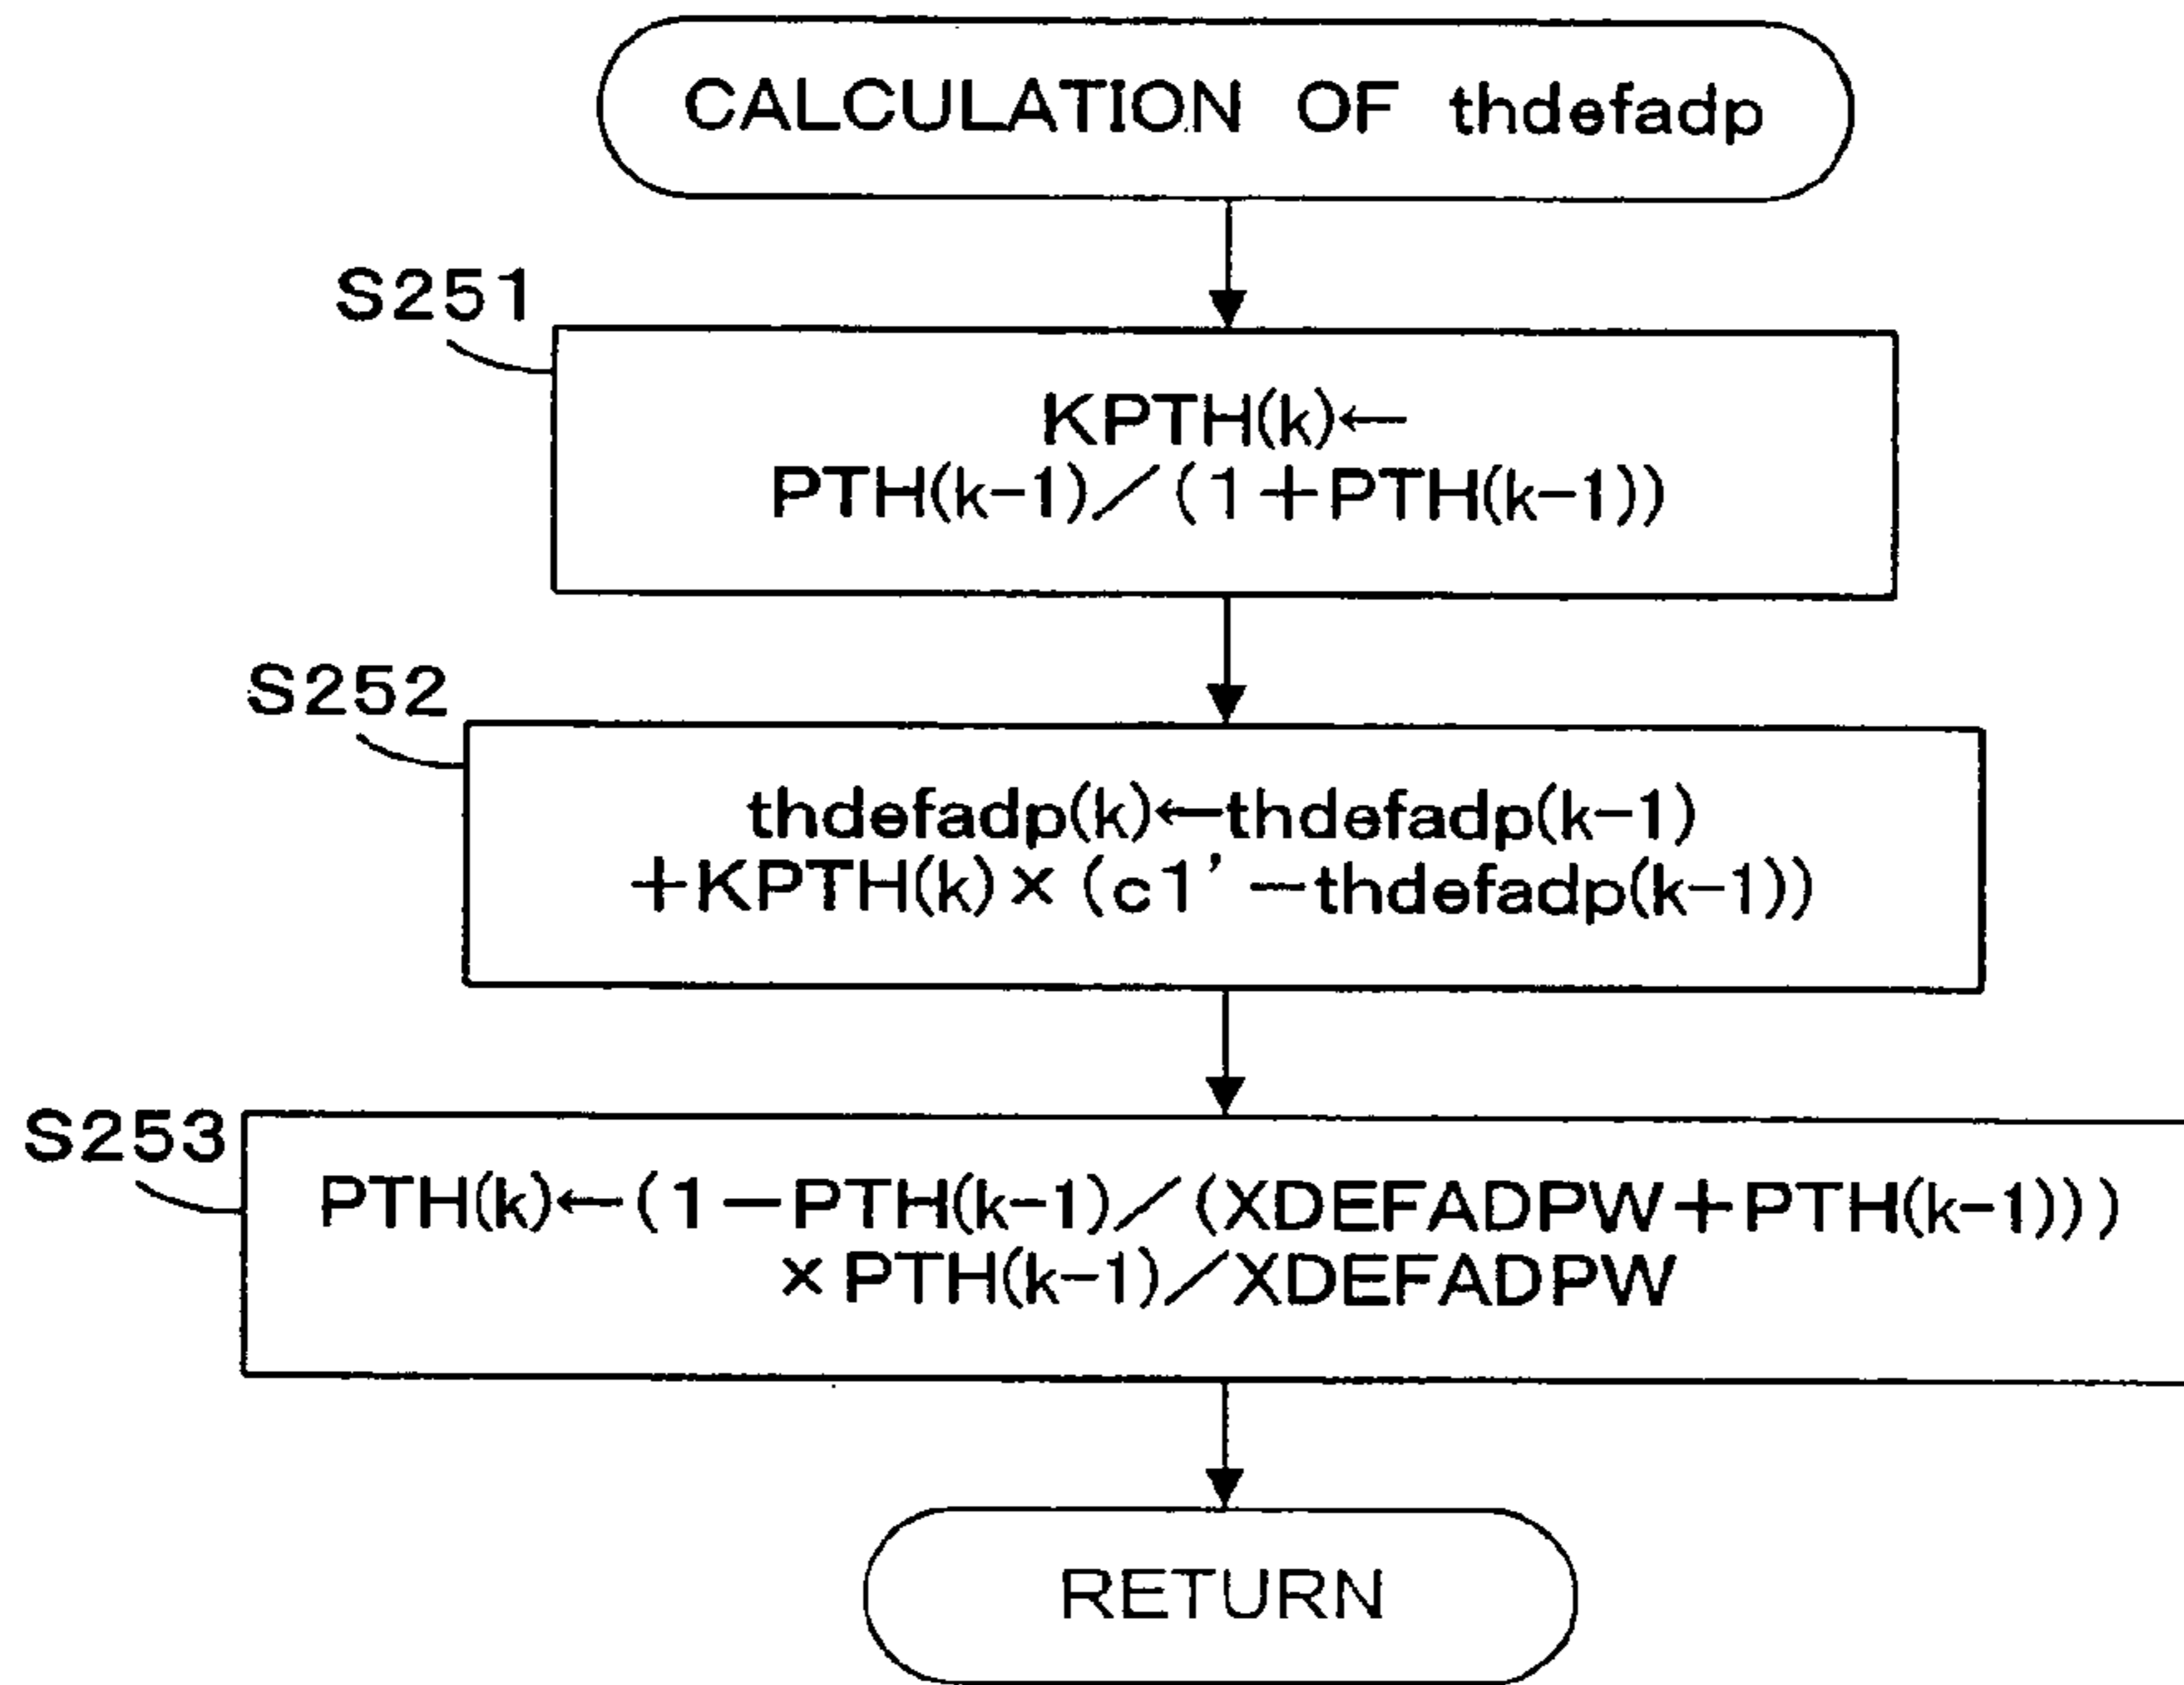 CALCULATION OF thdefadp
S251
KPTH(k)←
PTH(k-1)／(1+PTH(k-1))
S252
thdefadp(k)←thdefadp(k-1)
+KPTH(k)×(c1'-thdefadp(k-1))
S253
PTH(k)←(1-PTH(k-1)／(XDEFADPW+PTH(k-1)))
×PTH(k-1)／XDEFADPW
RETURN